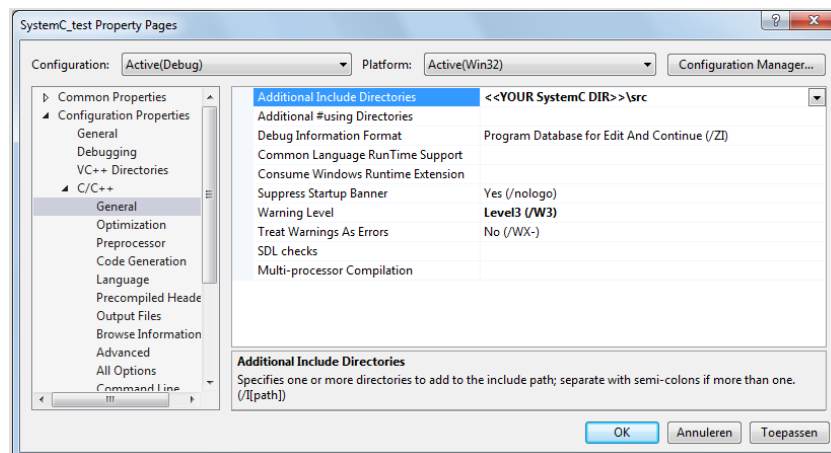 SystemC_test Property Pages
Configuration: Active(Debug) Platform: Active(Win32) Configuration Manager...
Common Properties
Configuration Properties
General
Debugging
VC++ Directories
C/C++
General
Optimization
Preprocessor
Code Generation
Language
Precompiled Heade
Output Files
Browse Information
Advanced
All Options
Command Line
Additional Include Directories <<YOUR SystemC DIR>>\src
Additional #using Directories
Debug Information Format Program Database for Edit And Continue (/ZI)
Common Language RunTime Support
Consume Windows Runtime Extension
Suppress Startup Banner Yes (/nologo)
Warning Level Level3 (/W3)
Treat Warnings As Errors No (/WX-)
SDL checks
Multi-processor Compilation
Additional Include Directories
Specifies one or more directories to add to the include path; separate with semi-colons if more than one.
(/I[path])
OK Annuleren Toepassen